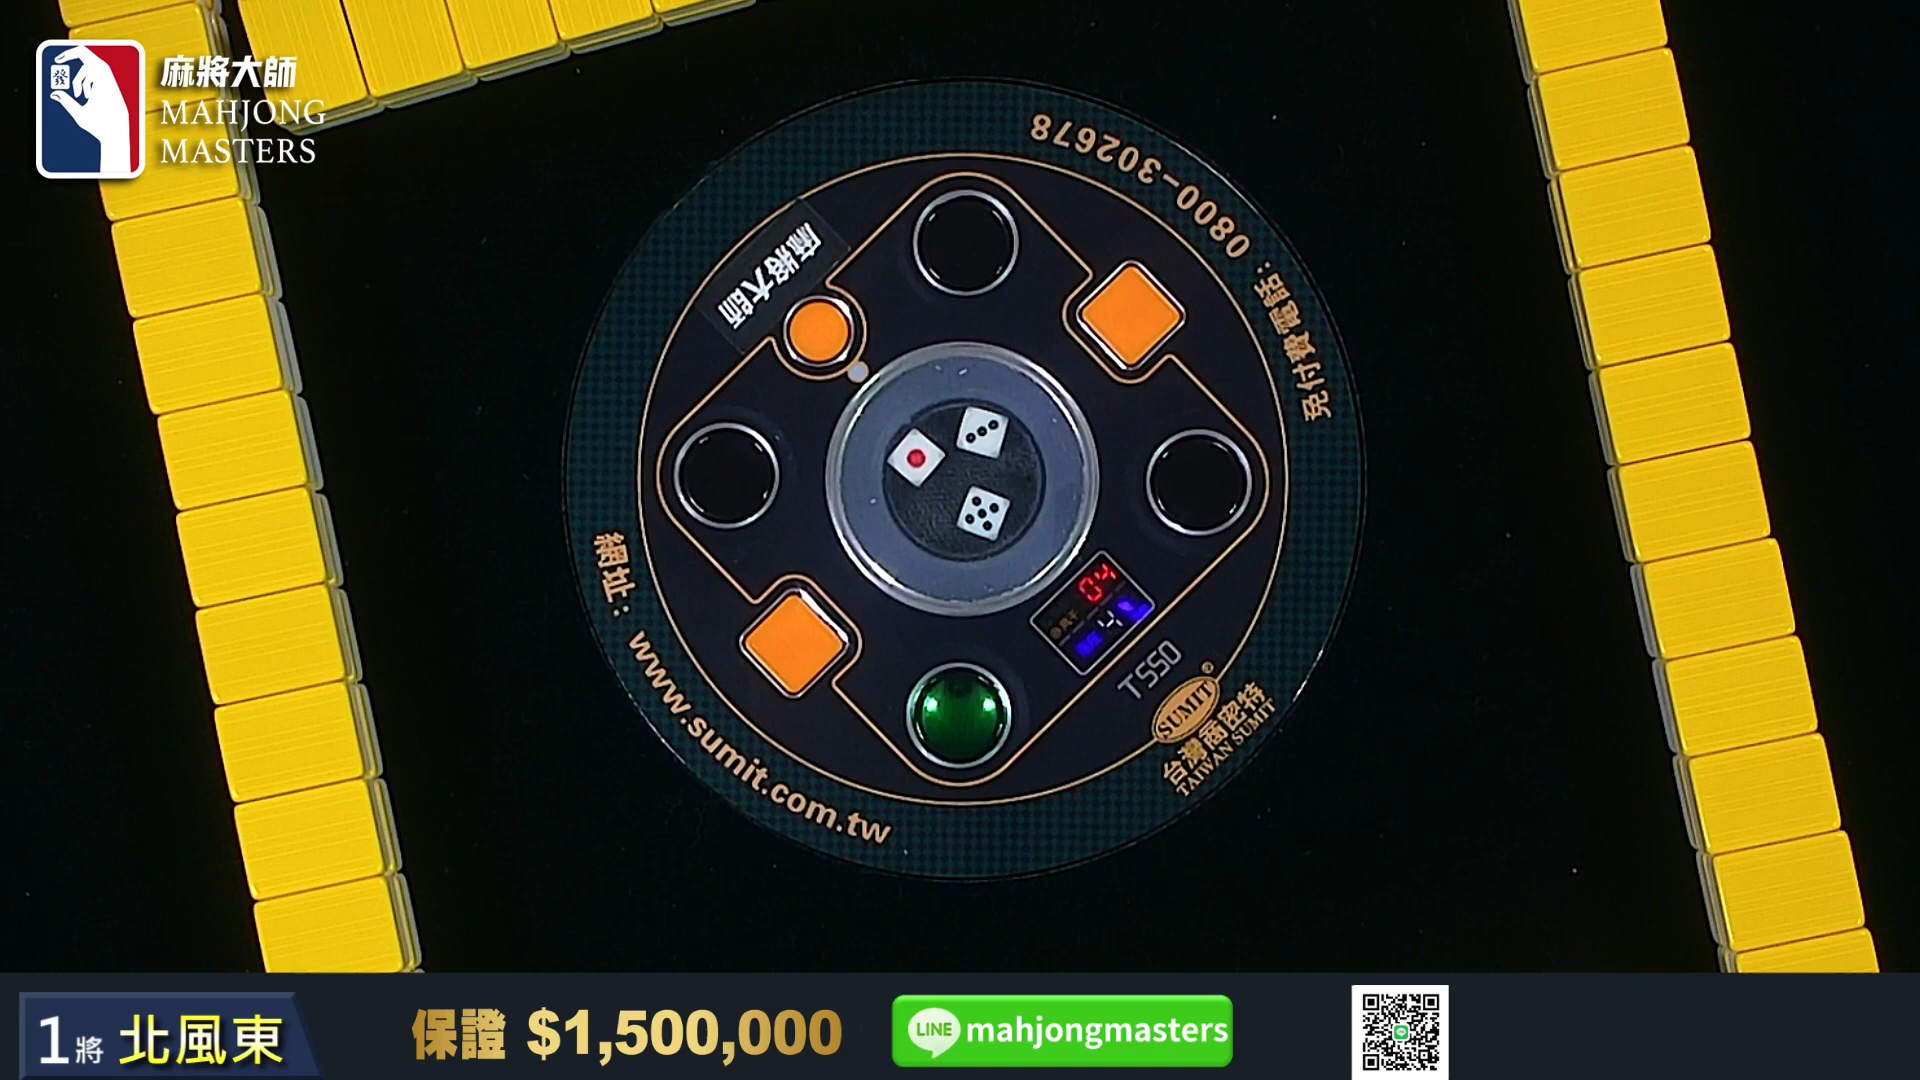 麻將大師
MAHJONG
MASTERS
免付費電話: 0800-302678
麻將大師
04
T550
SUMIT®
台灣商密特
TAIWAN SUMIT
網址: www.sumit.com.tw
1將 北風東
保證 $1,500,000
LINE mahjongmasters